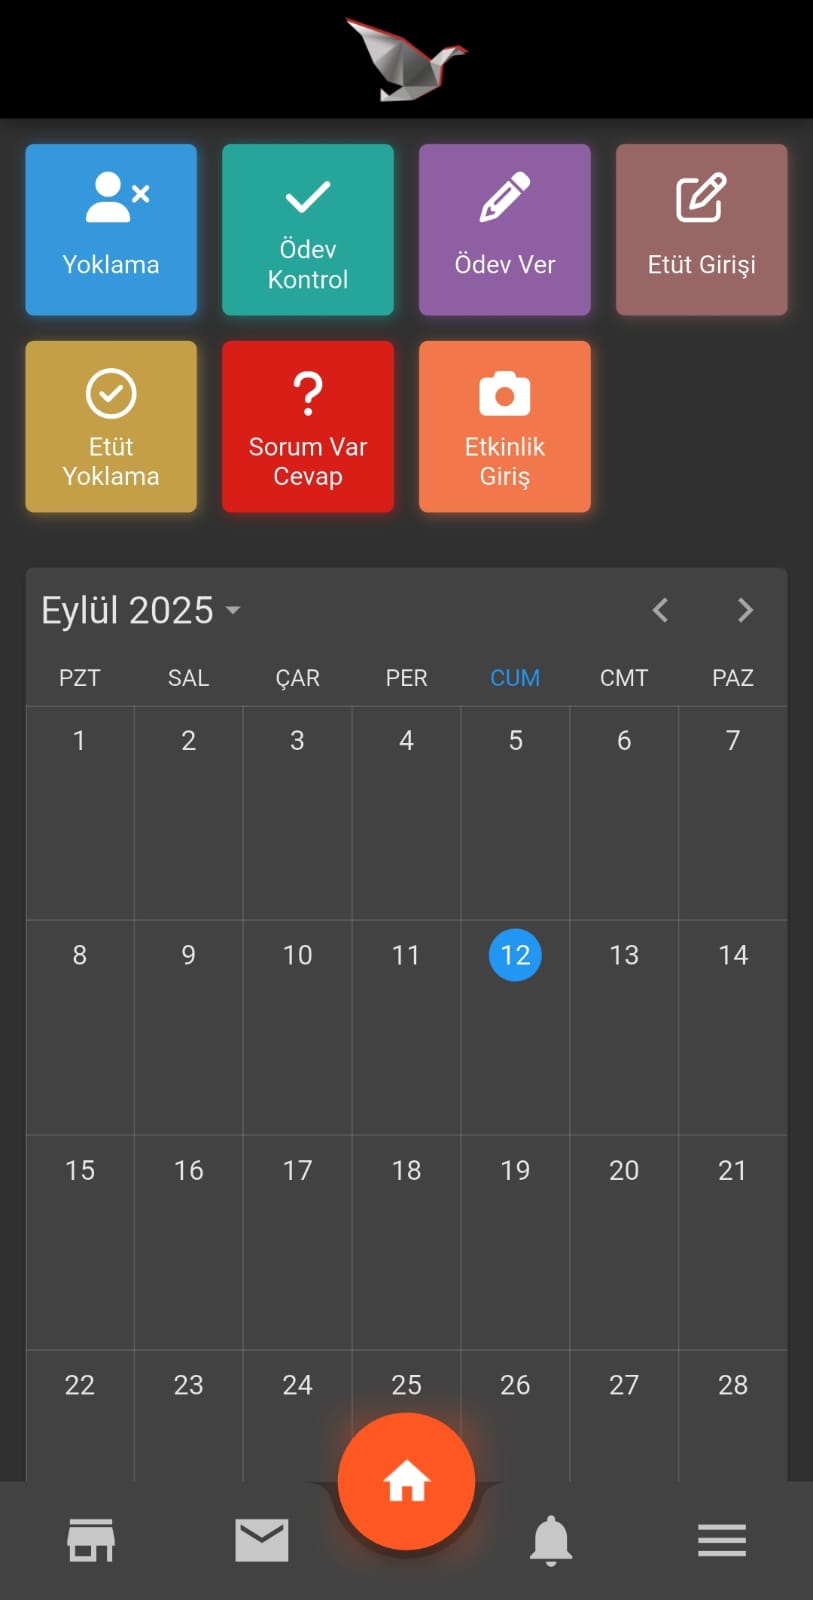 Yoklama
Ödev
Kontrol
Ödev Ver
Etüt Girişi
Etüt
Yoklama
Sorum Var
Cevap
Etkinlik
Giriş
Eylül 2025
PZT SAL ÇAR PER CUM CMT PAZ
1 2 3 4 5 6 7
8 9 10 11 12 13 14
15 16 17 18 19 20 21
22 23 24 25 26 27 28